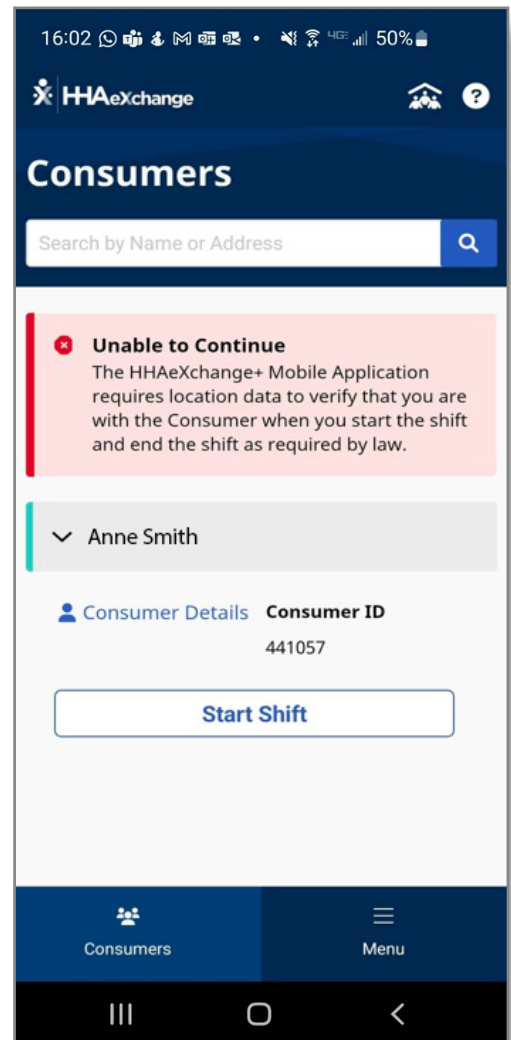 16:02 4GE 50%
HHAeXchange
Consumers
Search by Name or Address
Unable to Continue
The HHAeXchange+ Mobile Application
requires location data to verify that you are
with the Consumer when you start the shift
and end the shift as required by law.
Anne Smith
Consumer Details Consumer ID
441057
Start Shift
Consumers Menu